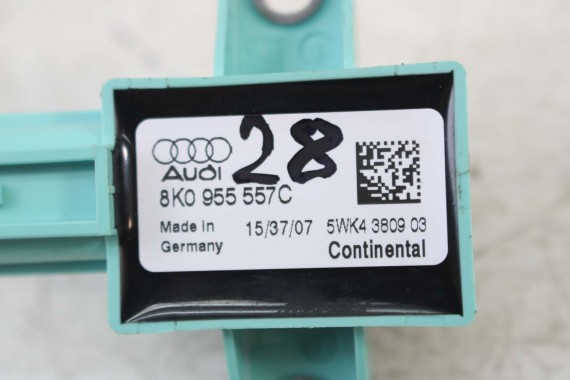 28
AUDI
8K0 955 557C
Made in Germany 15/37/07 5WK4 3809 03
Continental